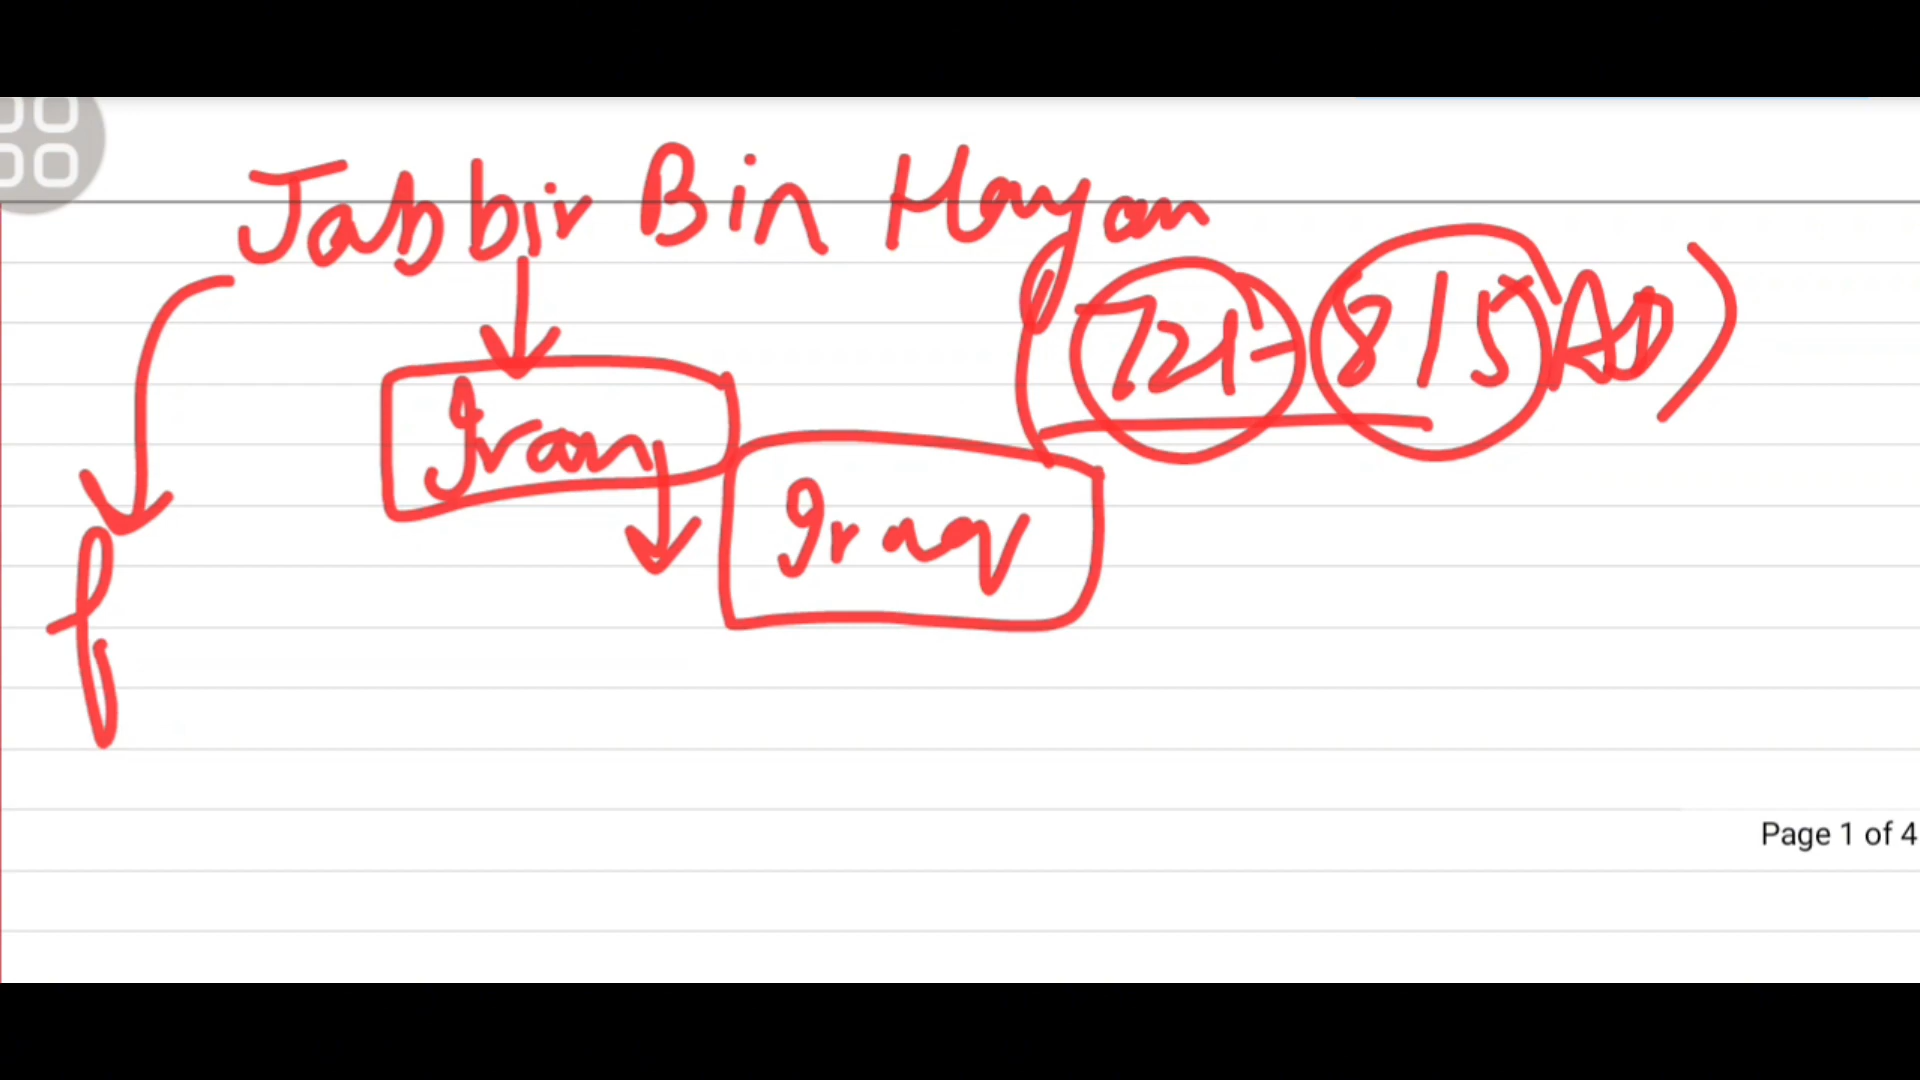 Jabbir Bin Hayan
(721-815 AD)
Iran
Iraq
f
Page 1 of 4